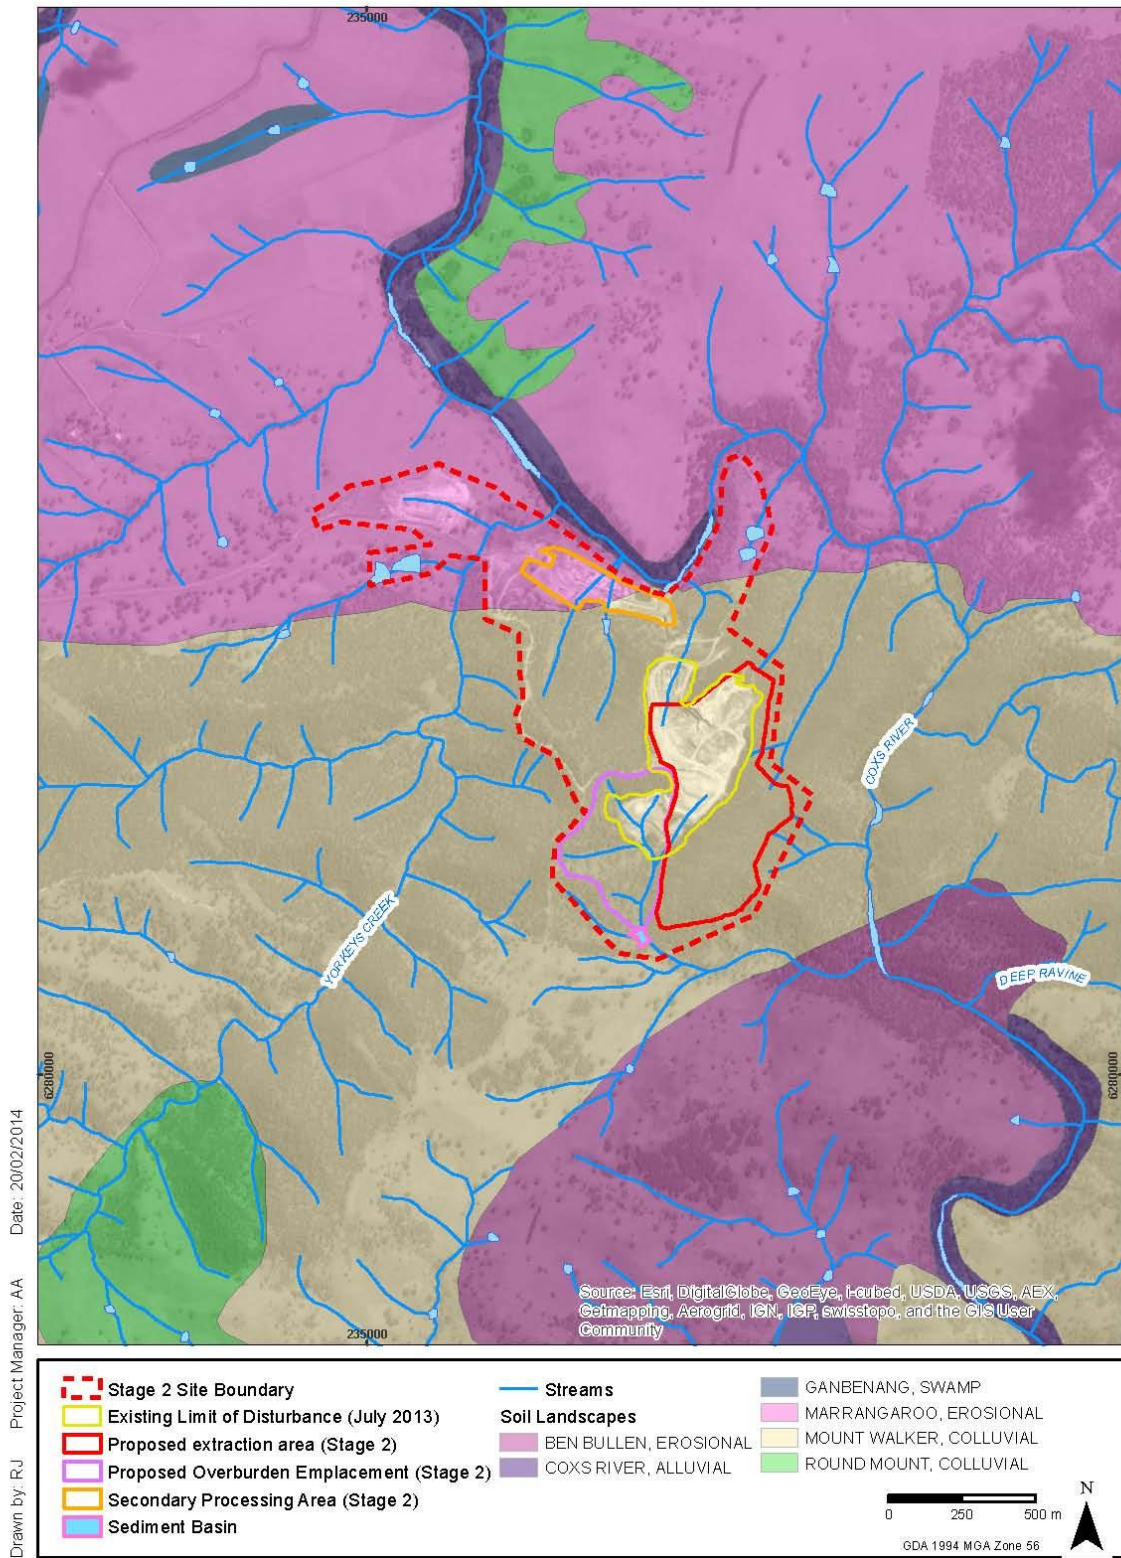 235000
COXS RIVER
YORKEYS CREEK
DEEP RAVINE
6280000
6280000
Source: Esri, DigitalGlobe, GeoEye, i-cubed, USDA, USGS, AEX,
Getmapping, Aerogrid, IGN, IGP, swisstopo, and the GIS User
Community
235000
Drawn by: RJ Project Manager: AA Date: 20/02/2014
Stage 2 Site Boundary
Existing Limit of Disturbance (July 2013)
Proposed extraction area (Stage 2)
Proposed Overburden Emplacement (Stage 2)
Secondary Processing Area (Stage 2)
Sediment Basin
Streams
Soil Landscapes
BEN BULLEN, EROSIONAL
COXS RIVER, ALLUVIAL
GANBENANG, SWAMP
MARRANGAROO, EROSIONAL
MOUNT WALKER, COLLUVIAL
ROUND MOUNT, COLLUVIAL
N
0 250 500 m
GDA 1994 MGA Zone 56